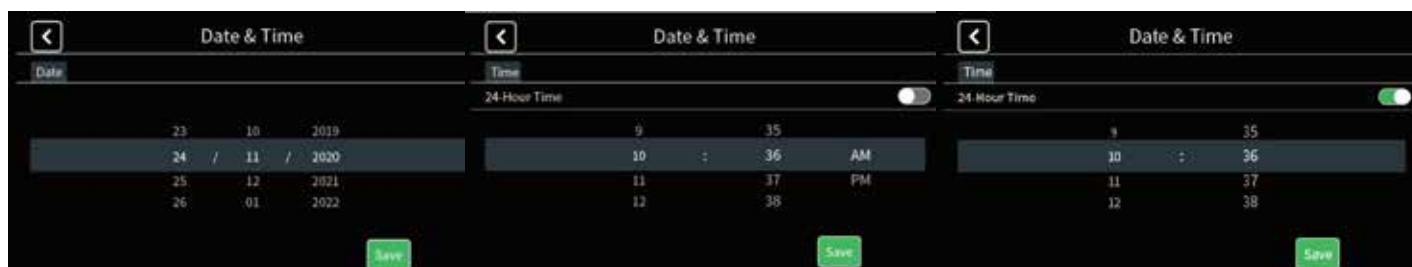 Date & Time
Date
23 10 2019
24 / 11 / 2020
25 12 2021
26 01 2022
Save
Date & Time
Time
24-Hour Time
9 35
10 : 36 AM
11 37 PM
12 38
Save
Date & Time
Time
24-Hour Time
9 35
10 : 36
11 37
12 38
Save